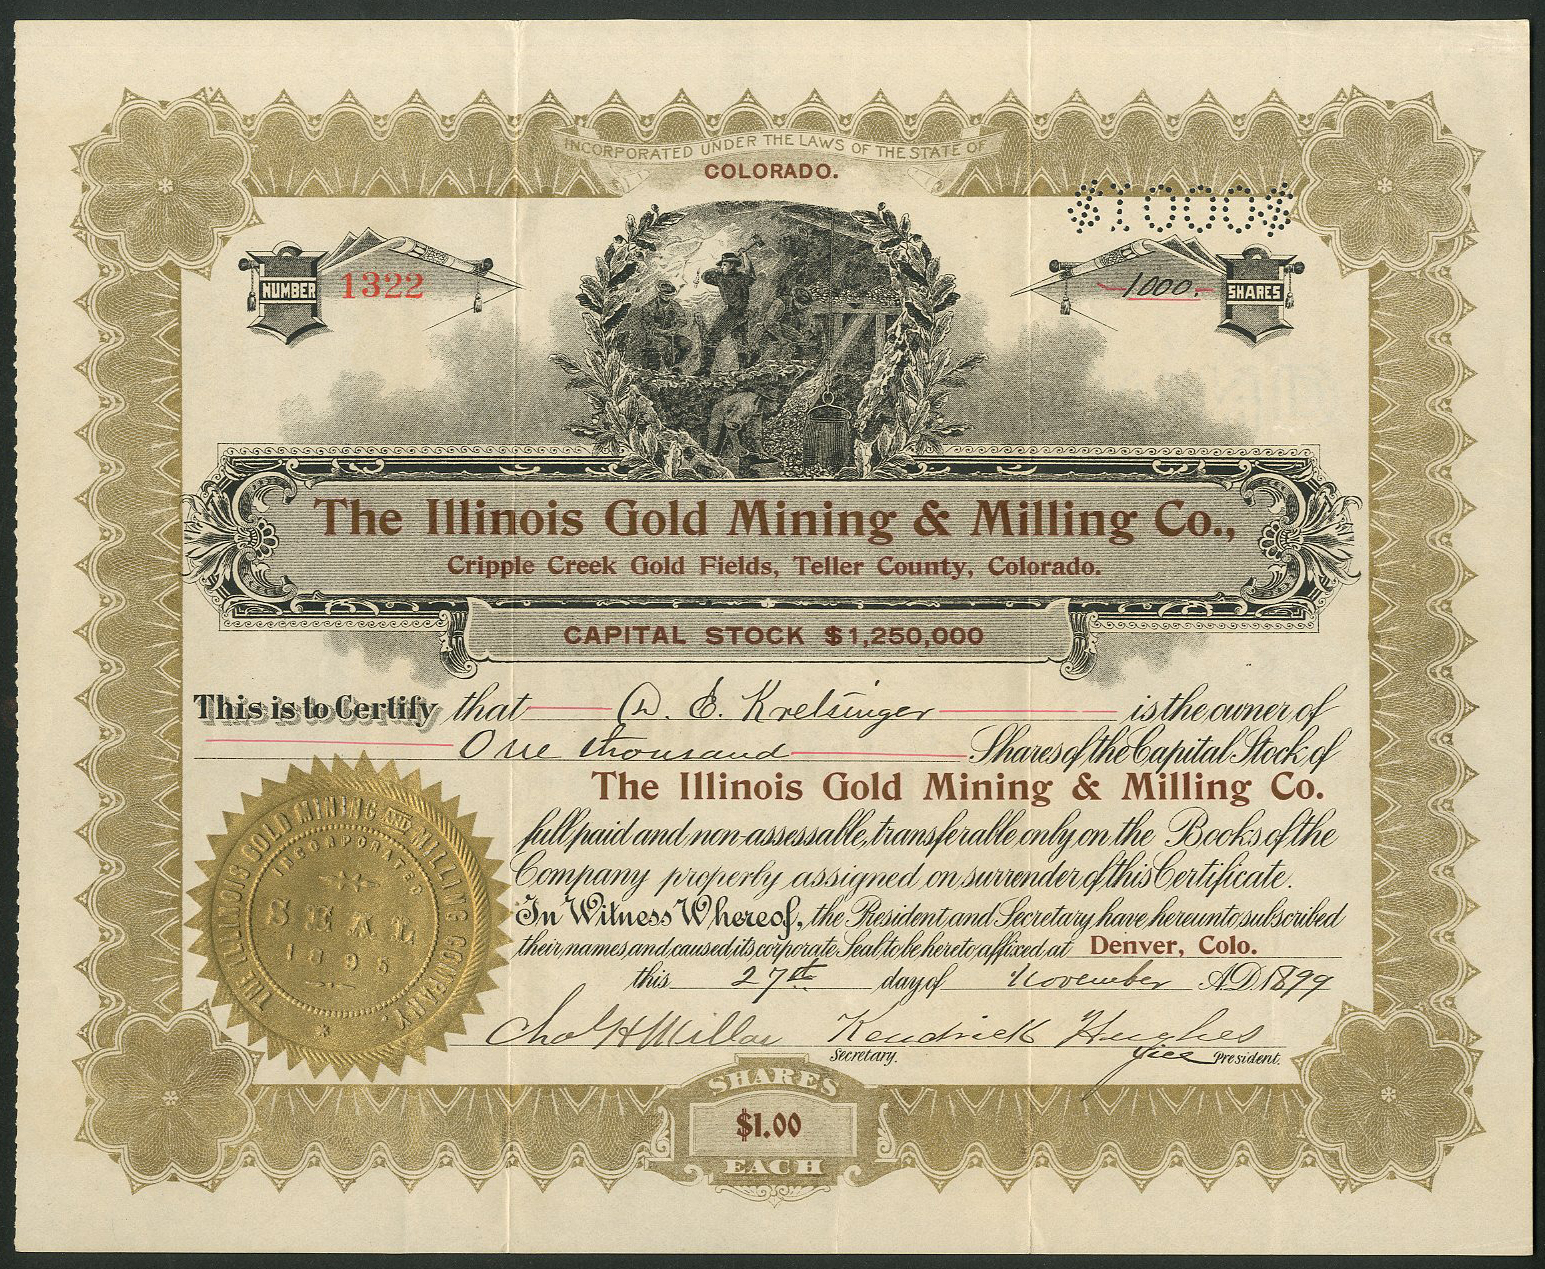 INCORPORATED UNDER THE LAWS OF THE STATE OF
COLORADO.
$1000$
NUMBER 1322
1000. SHARES
The Illinois Gold Mining & Milling Co.,
Cripple Creek Gold Fields, Teller County, Colorado.
CAPITAL STOCK $1,250,000
This is to Certify that D. E. Kretsinger is the owner of
One thousand Shares of the Capital Stock of
The Illinois Gold Mining & Milling Co.
full paid and non-assessable, transferable only on the Books of the
Company properly assigned on surrender of this Certificate.
In Witness Whereof, the President and Secretary have hereunto subscribed
their names and caused its corporate Seal to be hereto affixed at Denver, Colo.
this 27th day of November A.D. 1899
Chas H Millar Kendrick Hughes
Secretary. Vice President.
THE ILLINOIS GOLD MINING AND MILLING COMPANY.
INCORPORATED
SEAL
1895
SHARES
$1.00
EACH